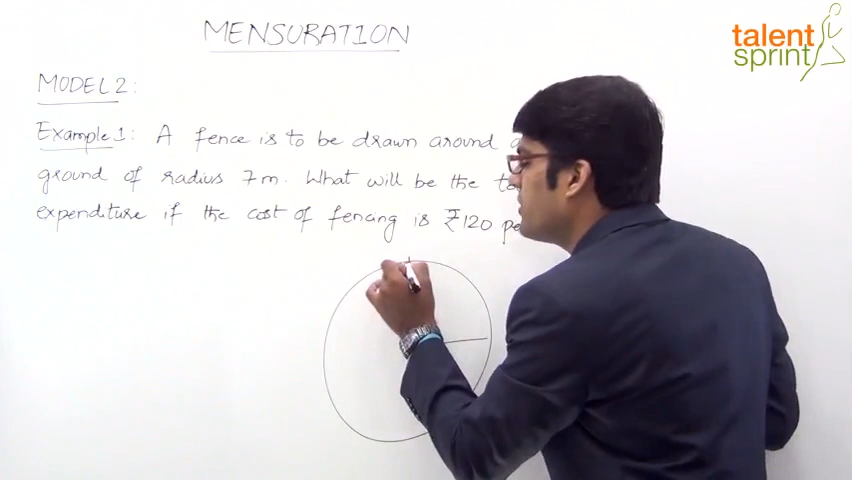 MENSURATION
talent
sprint
MODEL 2:
Example 1: A fence is to be drawn around
ground of radius 7m. What will be the
expenditure if the cost of fencing is ₹120